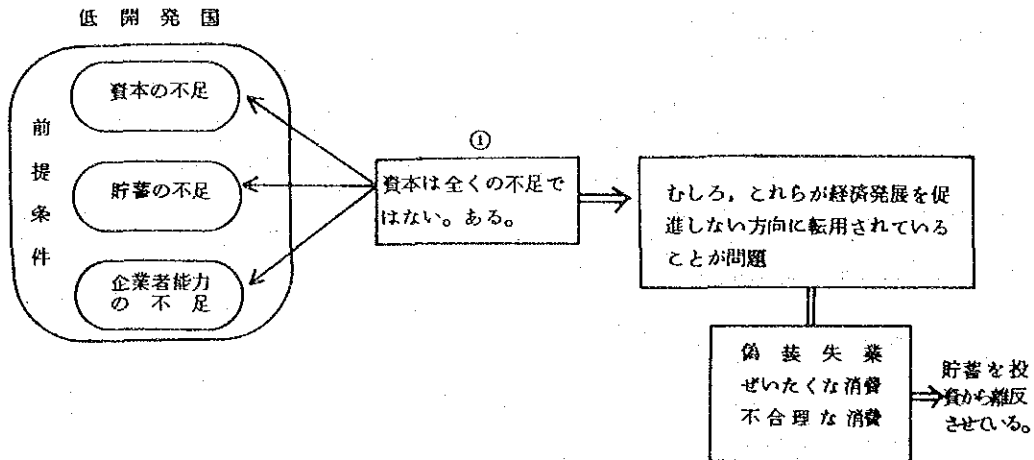 低開発国
前提条件
資本の不足
貯蓄の不足
企業者能力
の不足
①
資本は全くの不足で
はない。ある。
むしろ，これらが経済発展を促
進しない方向に転用されている
ことが問題
偽装失業
ぜいたくな消費
不合理な消費
貯蓄を投
資から離反
させている。